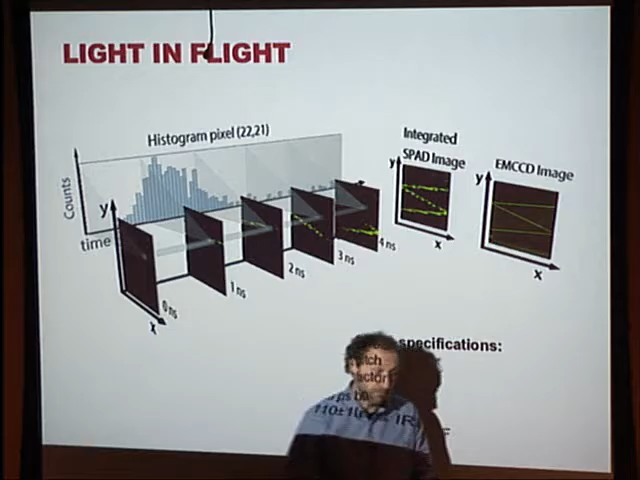 LIGHT IN FLIGHT
Histogram pixel (22,21)
Counts
y
time
x
0 ns
1 ns
2 ns
3 ns
4 ns
Integrated
SPAD Image
y
x
EMCCD Image
y
x
specifications: